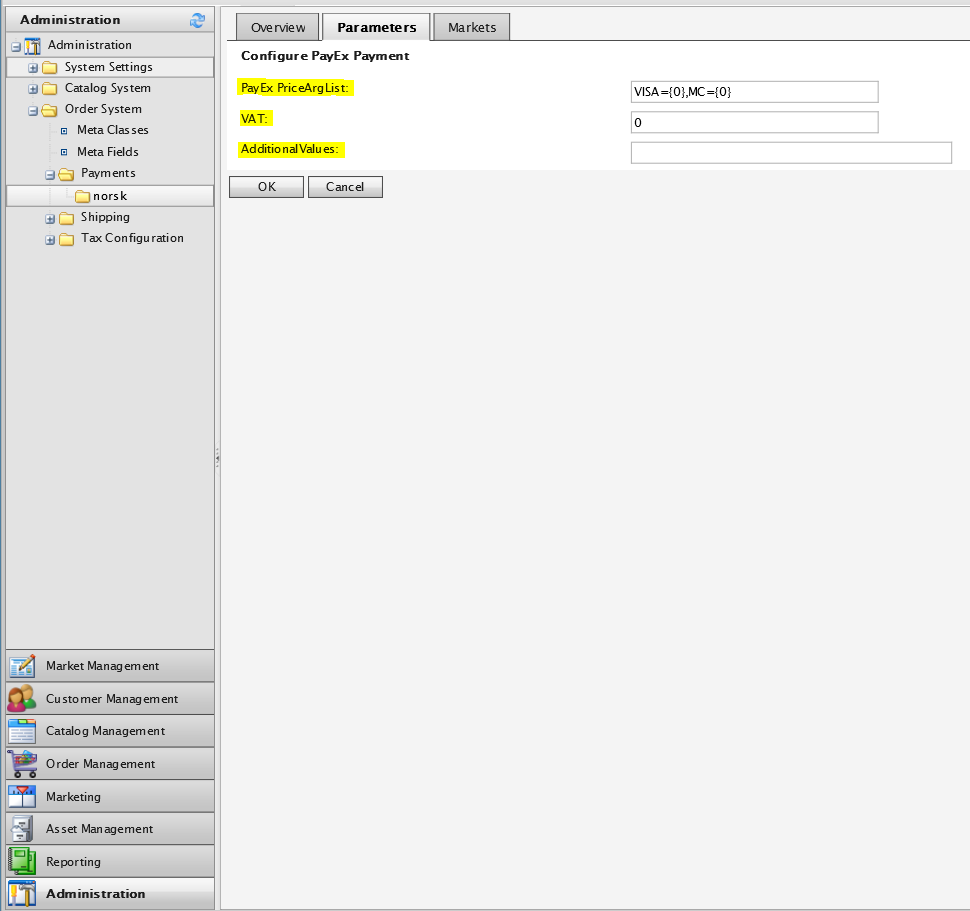 Administration
Administration
System Settings
Catalog System
Order System
Meta Classes
Meta Fields
Payments
norsk
Shipping
Tax Configuration
Market Management
Customer Management
Catalog Management
Order Management
Marketing
Asset Management
Reporting
Administration
Overview Parameters Markets
Configure PayEx Payment
PayEx PriceArgList: VISA={0},MC={0}
VAT: 0
AdditionalValues:
OK Cancel